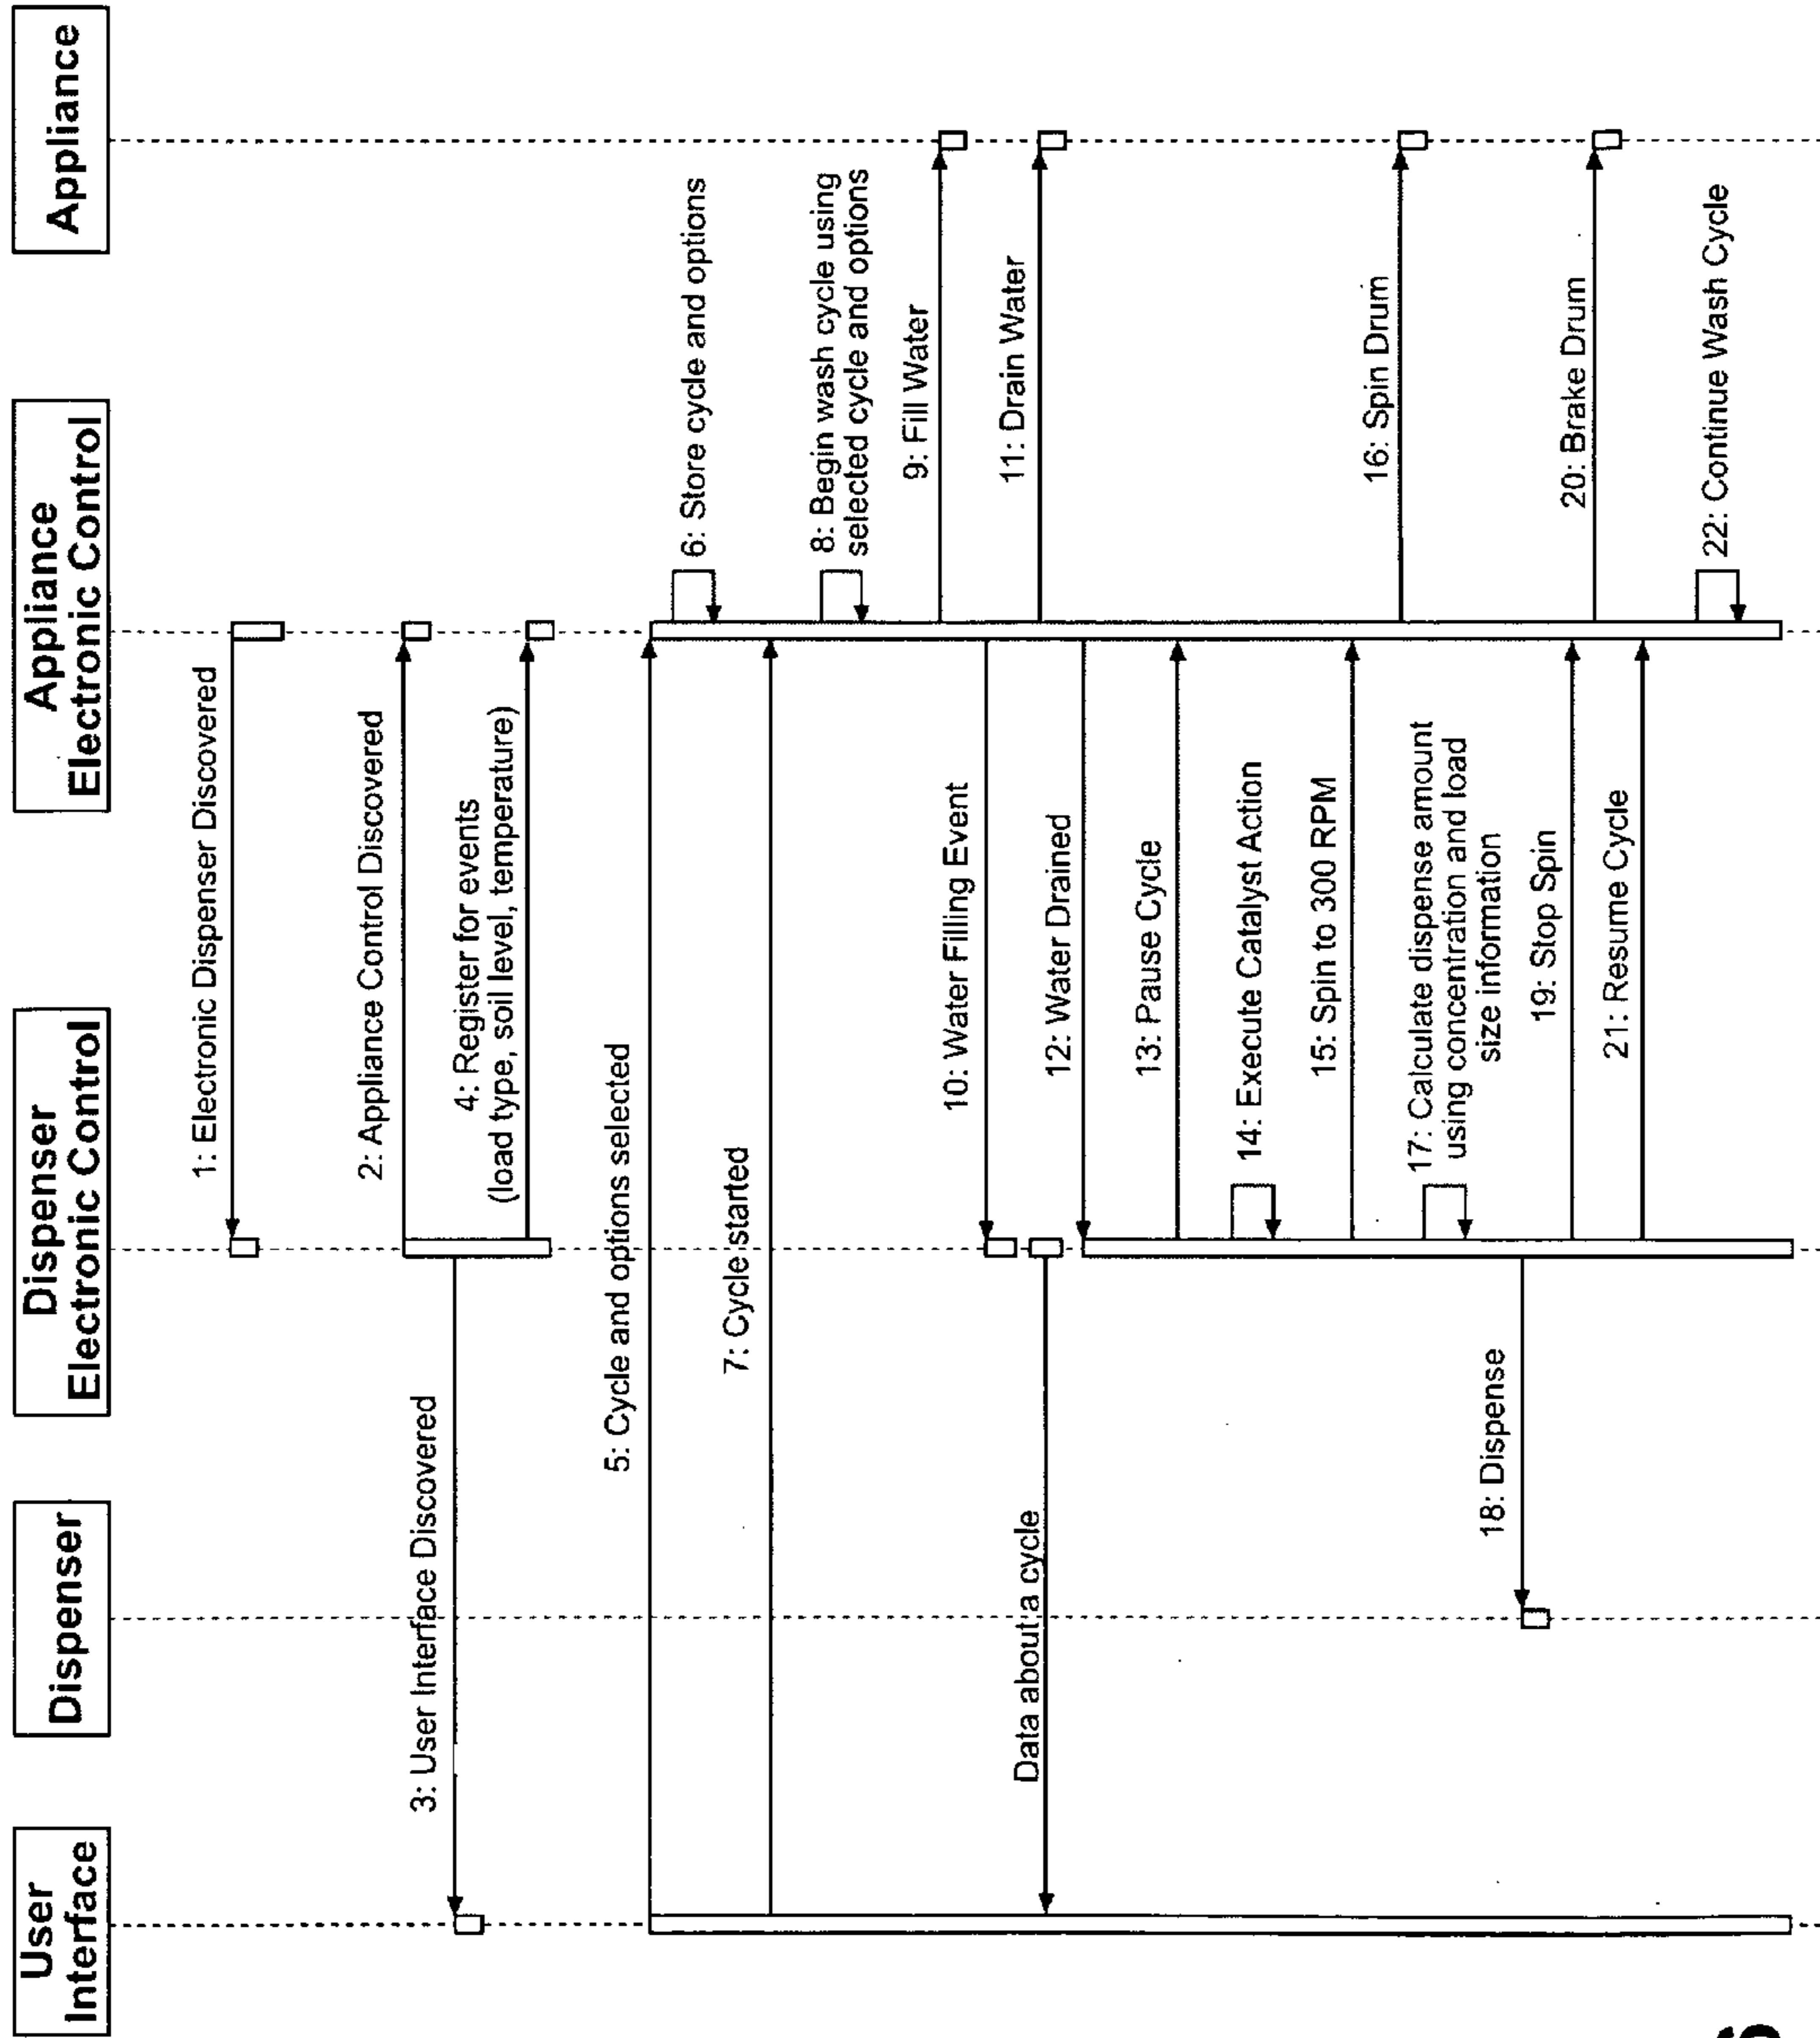 User
Interface
Dispenser
Dispenser
Electronic Control
Appliance
Electronic Control
Appliance
1: Electronic Dispenser Discovered
2: Appliance Control Discovered
3: User Interface Discovered
4: Register for events
(load type, soil level, temperature)
5: Cycle and options selected
6: Store cycle and options
7: Cycle started
8: Begin wash cycle using
selected cycle and options
9: Fill Water
10: Water Filling Event
11: Drain Water
Data about a cycle
12: Water Drained
13: Pause Cycle
14: Execute Catalyst Action
15: Spin to 300 RPM
16: Spin Drum
17: Calculate dispense amount
using concentration and load
size information
18: Dispense
19: Stop Spin
20: Brake Drum
21: Resume Cycle
22: Continue Wash Cycle